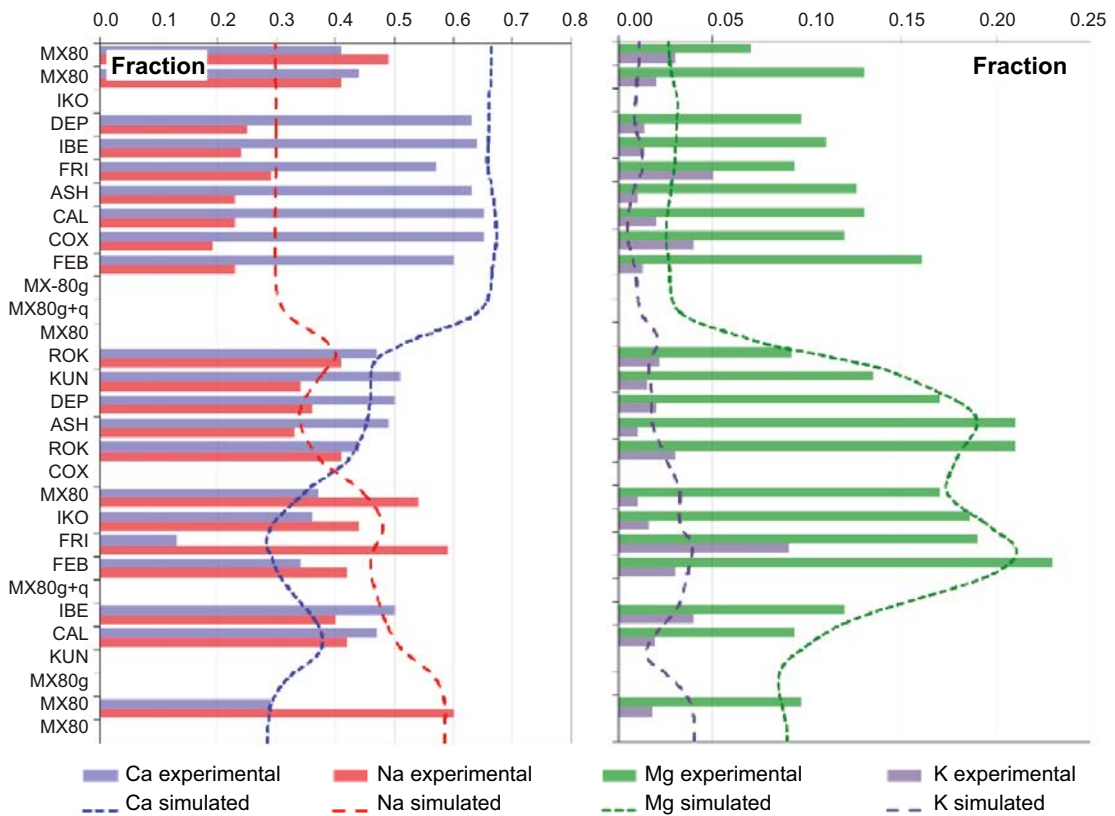 0.0 0.1 0.2 0.3 0.4 0.5 0.6 0.7 0.8
0.00 0.05 0.10 0.15 0.20 0.25
Fraction
Fraction
MX80
MX80
IKO
DEP
IBE
FRI
ASH
CAL
COX
FEB
MX-80g
MX80g+q
MX80
ROK
KUN
DEP
ASH
ROK
COX
MX80
IKO
FRI
FEB
MX80g+q
IBE
CAL
KUN
MX80g
MX80
MX80
Ca experimental Na experimental Mg experimental K experimental
Ca simulated Na simulated Mg simulated K simulated